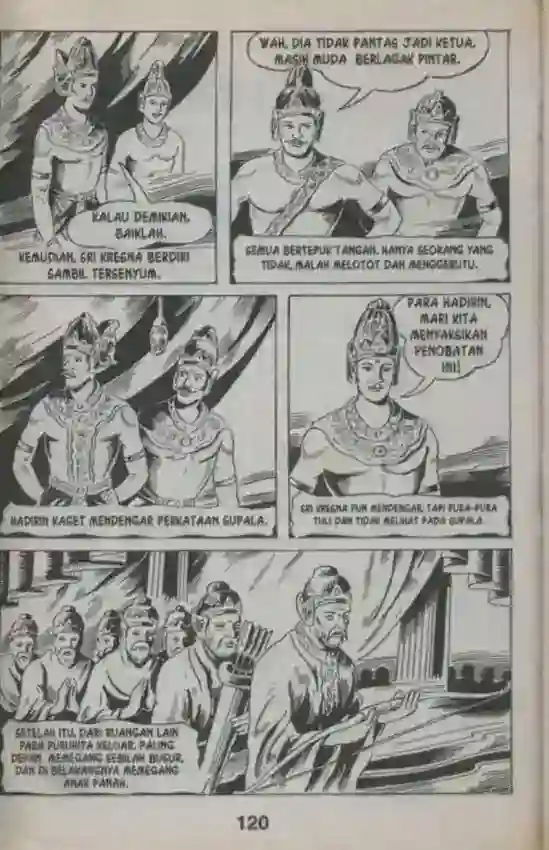 KALAU DEMIKIAN,
BAIKLAH.
KEMUDIAN, SRI KRESNA BERDIRI
SAMBIL TERSENYUM.
WAH, DIA TIDAK PANTAS JADI KETUA,
MASIH MUDA BERLAGAK PINTAR.
SEMUA BERTEPUK TANGAN. HANYA SEORANG YANG
TIDAK, MALAH MELOTOT DAN MENGGERUTU.
HADIRIN KAGET MENDENGAR PERKATAAN SUPALA.
PARA HADIRIN,
MARI KITA
MENYAKSIKAN
PENOBATAN
INI!
SRI KRESNA PUN MENDENGAR, TAPI PURA-PURA
TULI DAN TIDAK MELIHAT PADA SUPALA.
SETELAH ITU, DARI RUANGAN LAIN
PARA PURUHITA KELUAR. PALING
DEPAN MEMEGANG SEBILAH BUSUR,
DAN DI BELAKANGNYA MEMEGANG
ANAK PANAH.
120